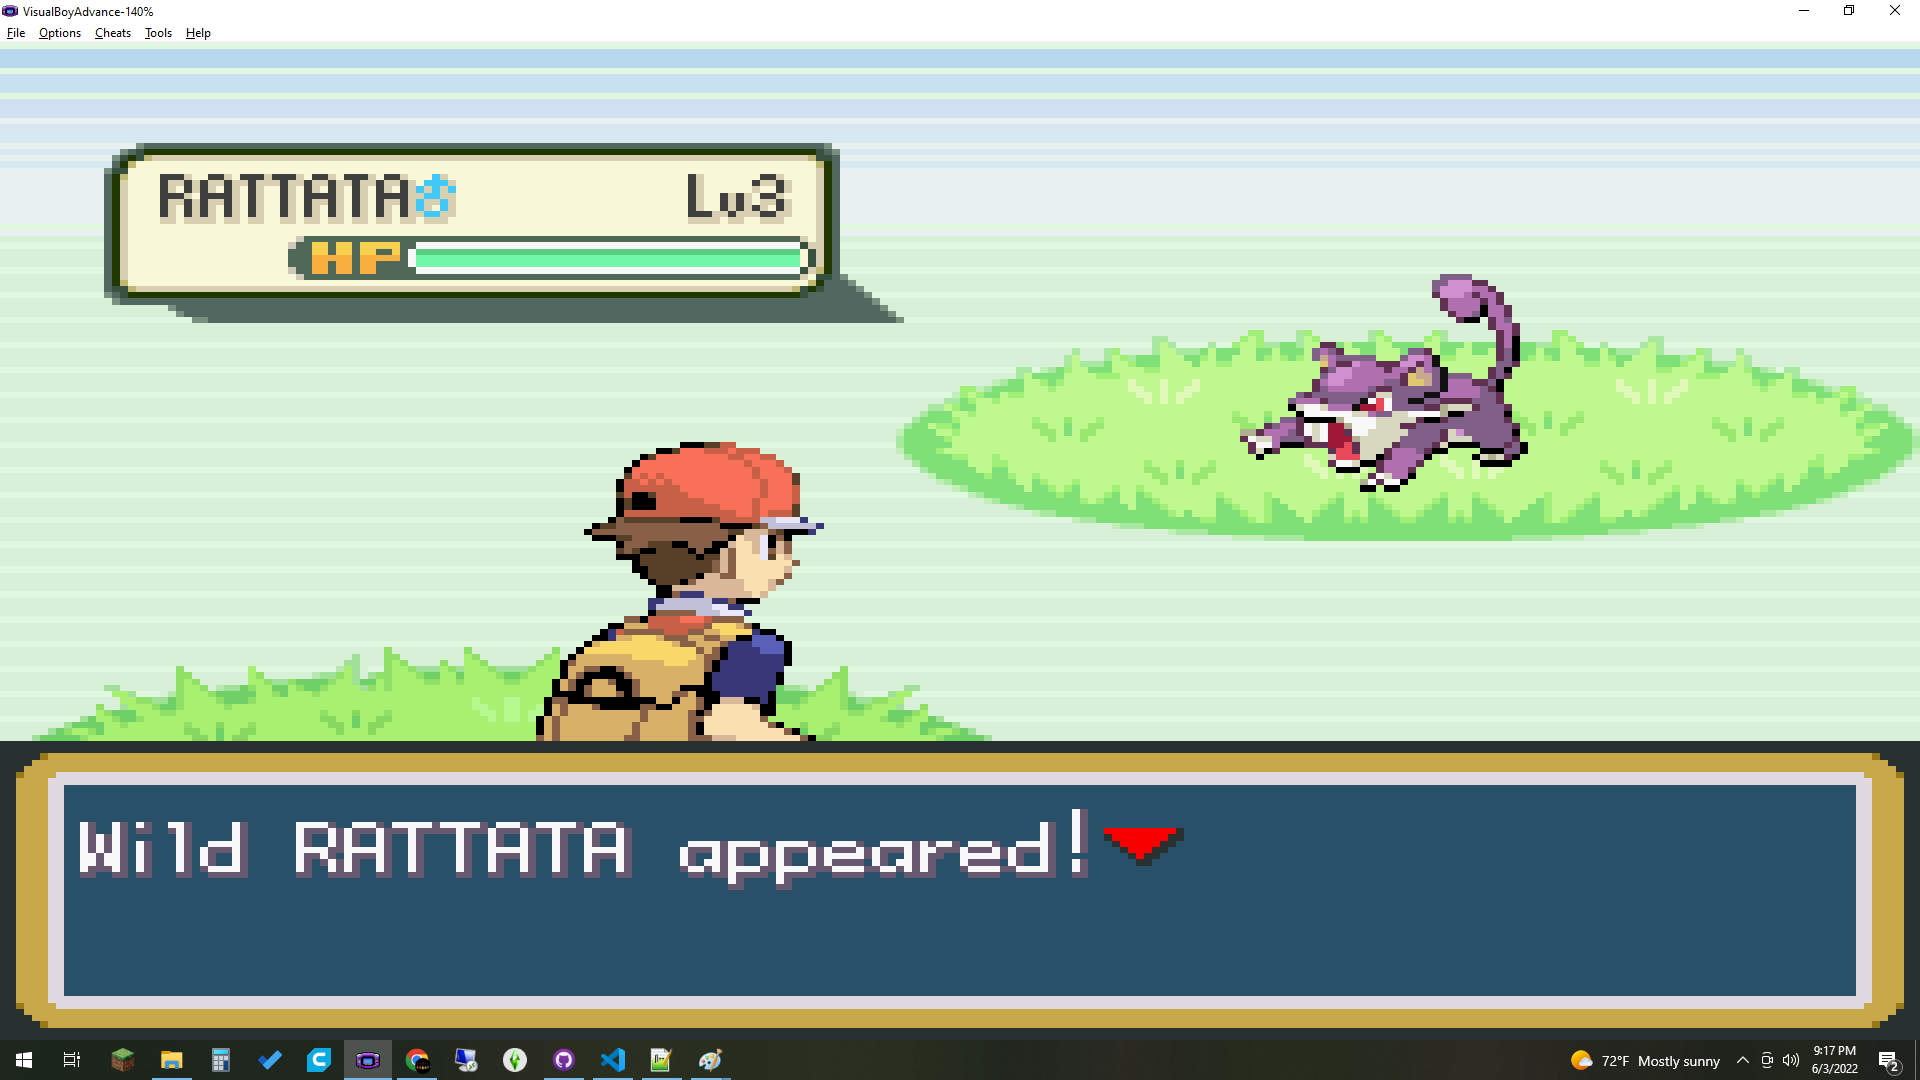 VisualBoyAdvance-140%
File Options Cheats Tools Help
RATTATA♂ Lv3
HP
Wild RATTATA appeared!
72°F Mostly sunny
9:17 PM
6/3/2022
2